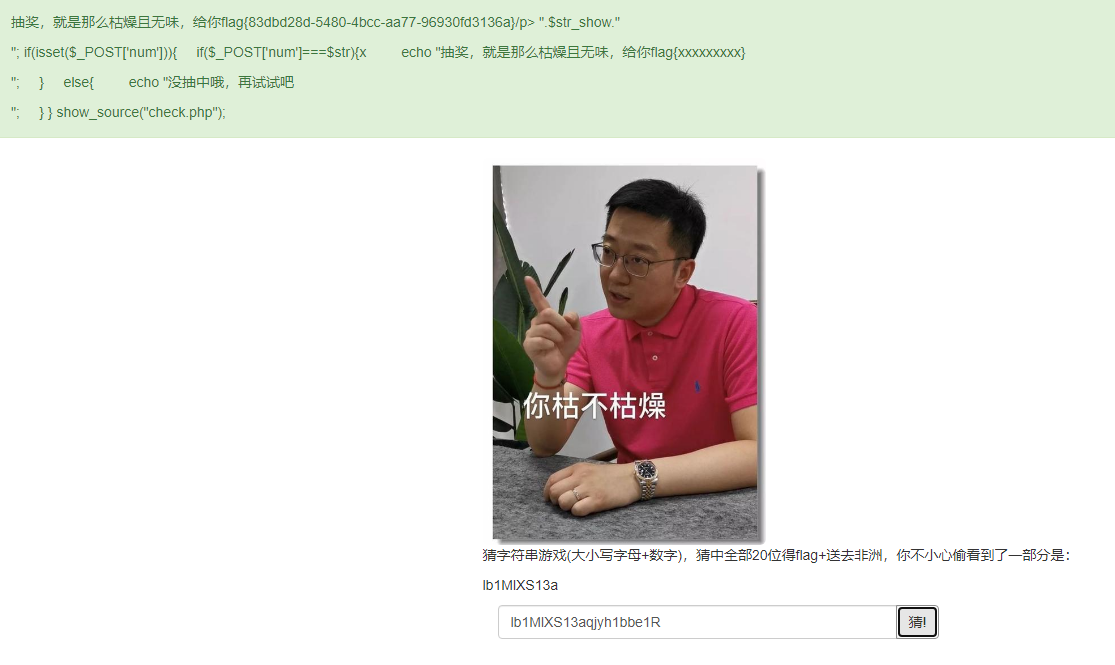 抽奖，就是那么枯燥且无味，给你flag{83dbd28d-5480-4bcc-aa77-96930fd3136a}/p> ".$str_show."
"; if(isset($_POST['num'])){ if($_POST['num']===$str){x echo "抽奖，就是那么枯燥且无味，给你flag{xxxxxxxxx}
"; } else{ echo "没抽中哦，再试试吧
"; } } show_source("check.php");
你枯不枯燥
猜字符串游戏(大小写字母+数字)，猜中全部20位得flag+送去非洲，你不小心偷看到了一部分是：
lb1MlXS13a
lb1MlXS13aqjyh1bbe1R
猜!